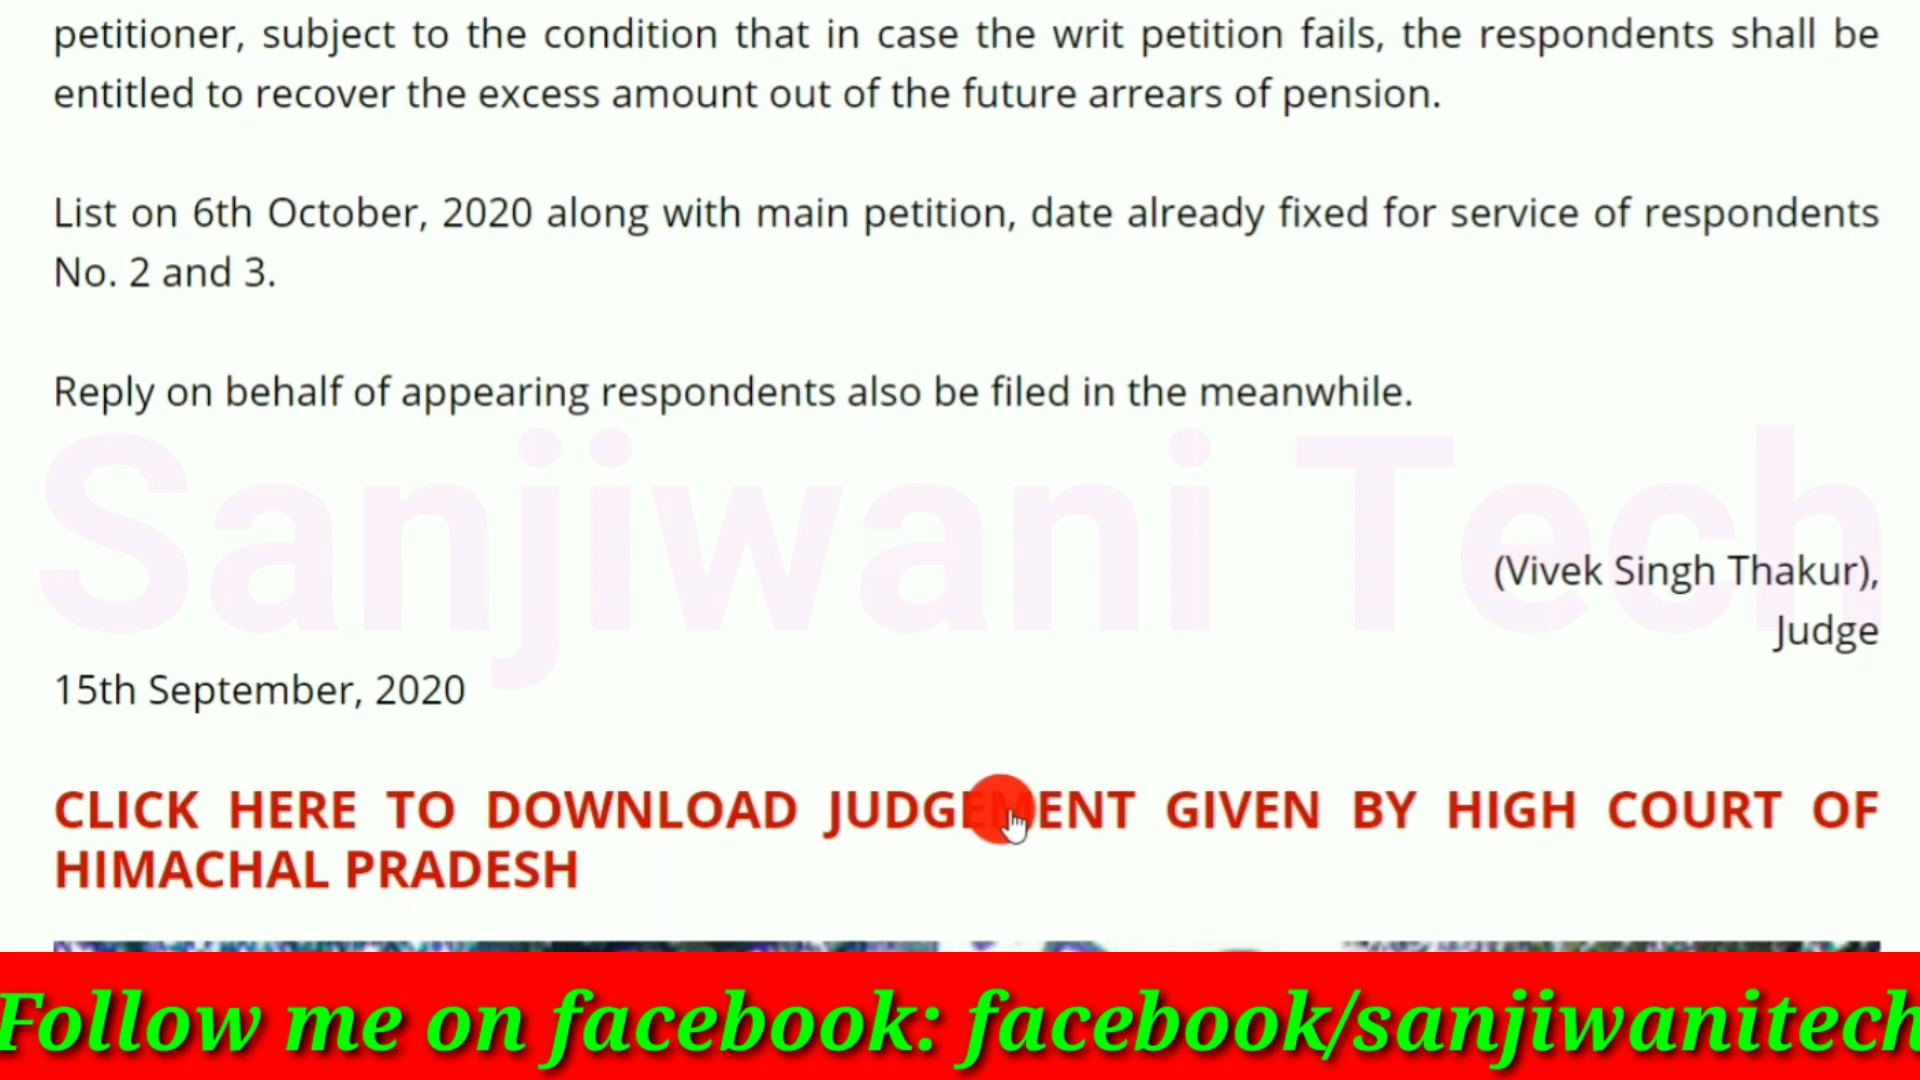 petitioner, subject to the condition that in case the writ petition fails, the respondents shall be
entitled to recover the excess amount out of the future arrears of pension.
List on 6th October, 2020 along with main petition, date already fixed for service of respondents
No. 2 and 3.
Reply on behalf of appearing respondents also be filed in the meanwhile.
Sanjiwani Tech
(Vivek Singh Thakur),
Judge
15th September, 2020
CLICK HERE TO DOWNLOAD JUDGEMENT GIVEN BY HIGH COURT OF
HIMACHAL PRADESH
Follow me on facebook: facebook/sanjiwanitech